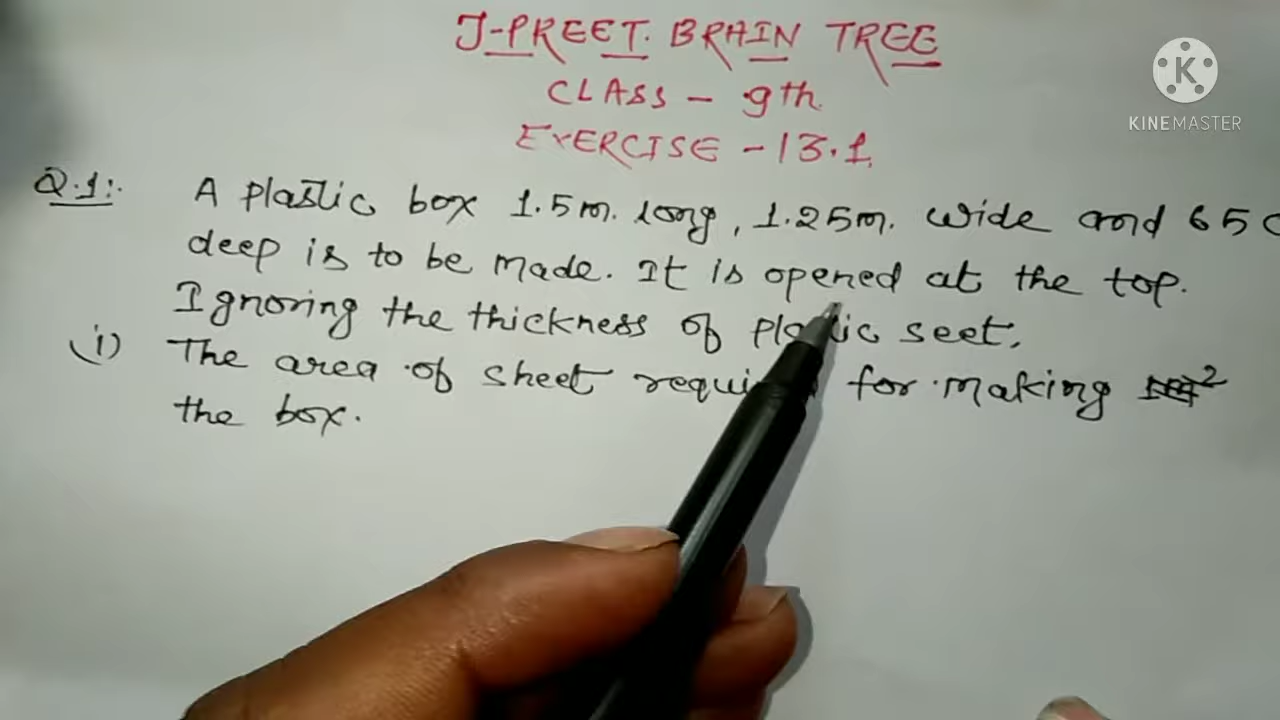 J-PREET. BRAIN TREE
CLASS - 9th.
EXERCISE - 13.1.
K
KINEMASTER
Q.1:. A plastic box 1.5m. long, 1.25m. wide and 65 c
deep is to be made. It is opened at the top.
Ignoring the thickness of plastic seet.
(i) The area of sheet for making
the box.